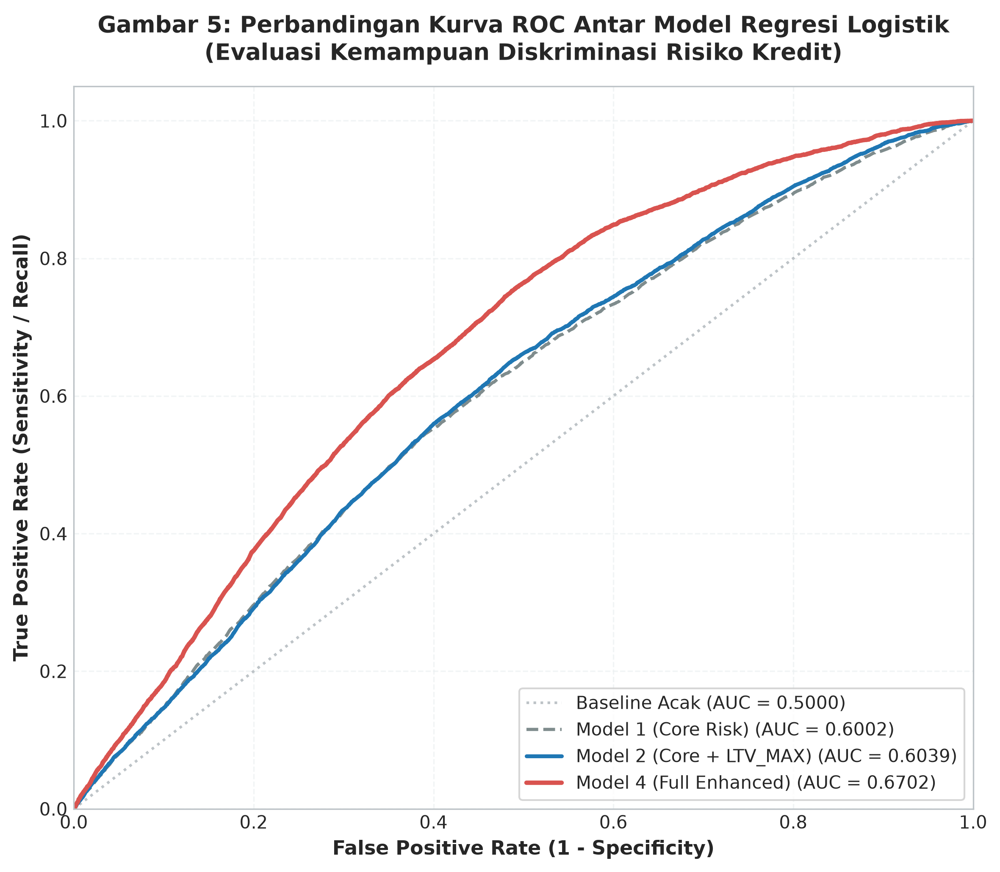 Gambar 5: Perbandingan Kurva ROC Antar Model Regresi Logistik
(Evaluasi Kemampuan Diskriminasi Risiko Kredit)
True Positive Rate (Sensitivity / Recall)
1.0
0.8
0.6
0.4
0.2
0.0
Baseline Acak (AUC = 0.5000)
Model 1 (Core Risk) (AUC = 0.6002)
Model 2 (Core + LTV_MAX) (AUC = 0.6039)
Model 4 (Full Enhanced) (AUC = 0.6702)
0.0 0.2 0.4 0.6 0.8 1.0
False Positive Rate (1 - Specificity)